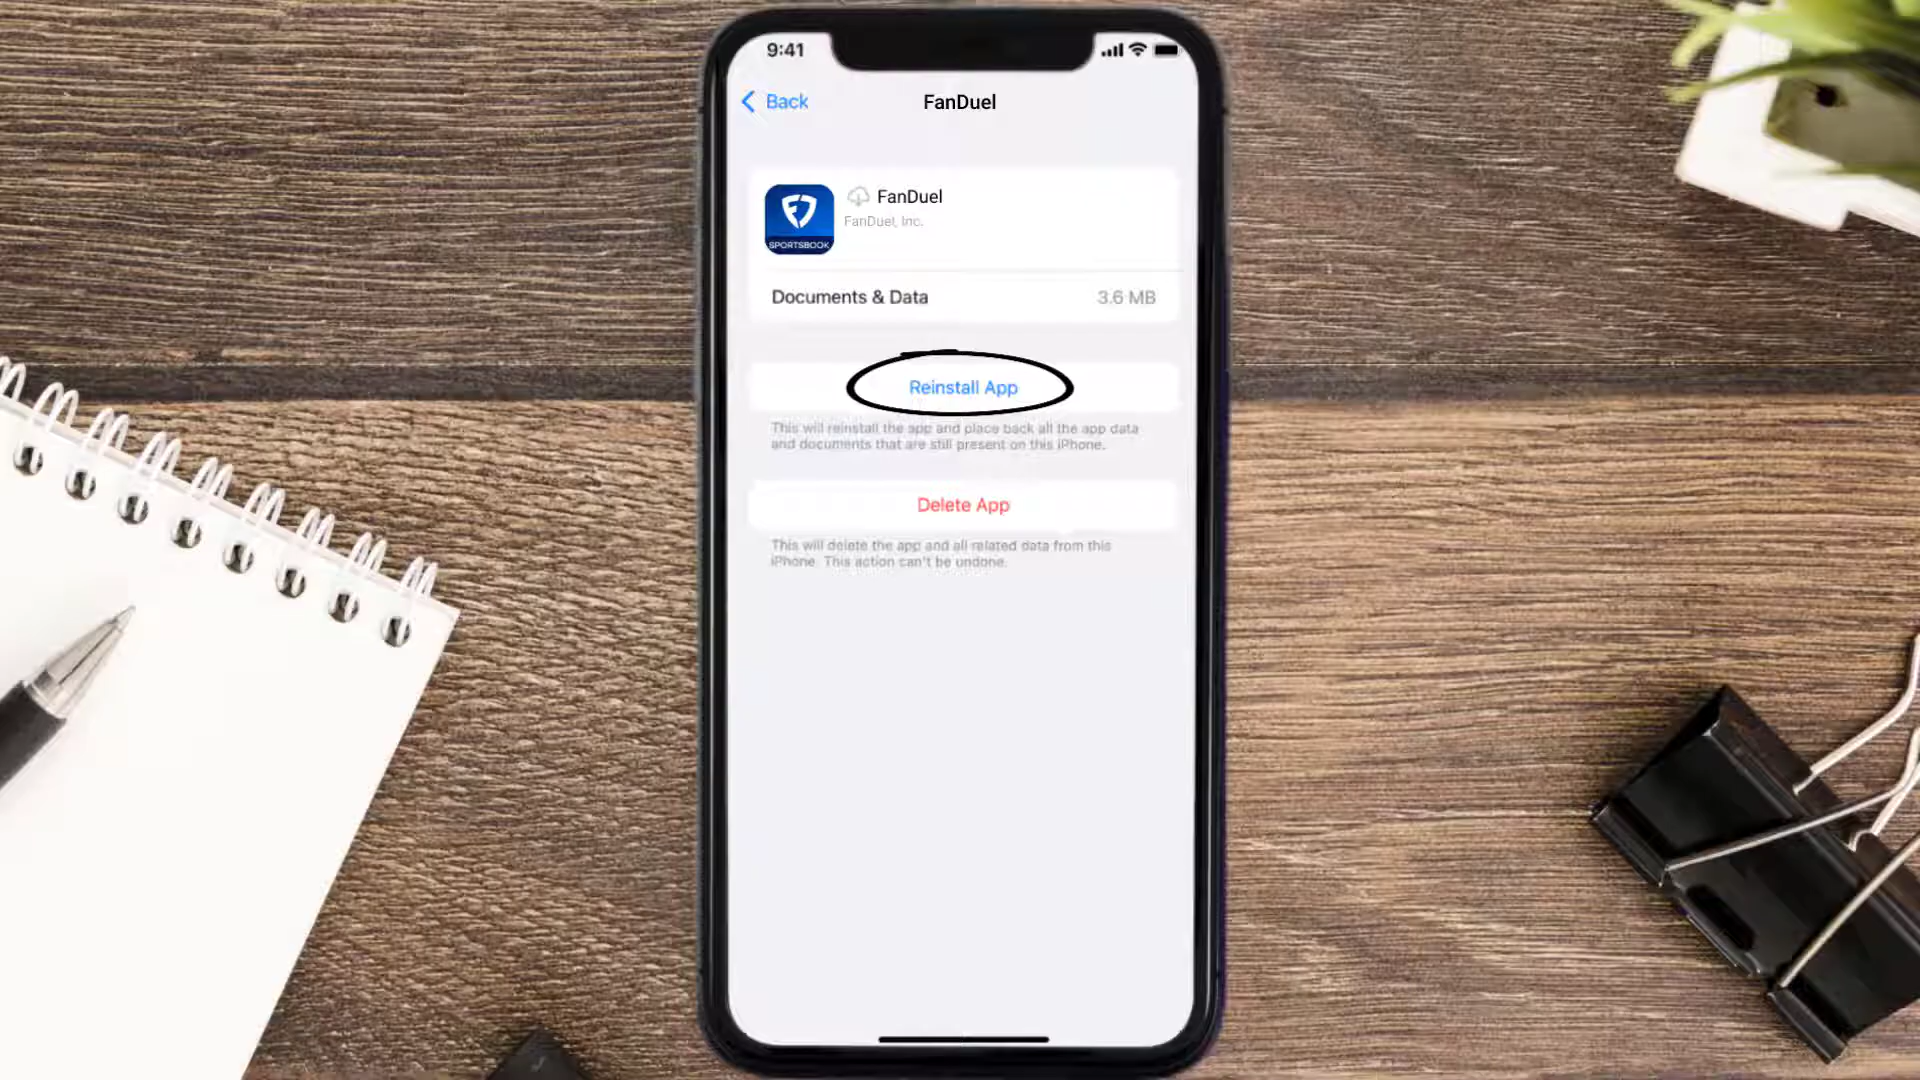 9:41
Back
FanDuel
FanDuel
FanDuel, Inc.
SPORTSBOOK
Documents & Data
3.6 MB
Reinstall App
This will reinstall the app and place back all the app data
and documents that are still present on this iPhone.
Delete App
This will delete the app and all related data from this
iPhone. This action can't be undone.